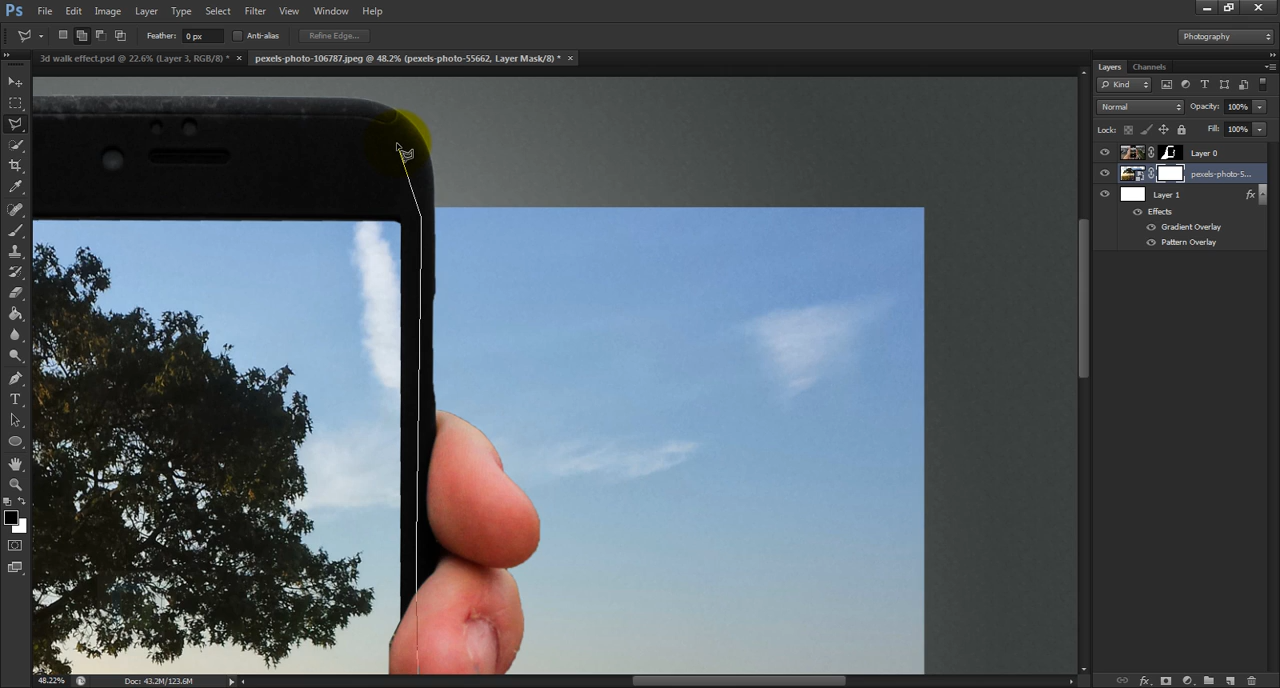 Ps File Edit Image Layer Type Select Filter View Window Help
Feather: 0 px Anti-alias Refine Edge... Photography
3d walk effect.psd @ 22.6% (Layer 3, RGB/8) * × pexels-photo-106787.jpeg @ 48.2% (pexels-photo-55662, Layer Mask/8) * ×
Layers Channels
Kind
Normal Opacity: 100%
Lock: Fill: 100%
Layer 0
pexels-photo-5...
Layer 1 fx
Effects
Gradient Overlay
Pattern Overlay
48.22% Doc: 43.2M/123.6M
fx